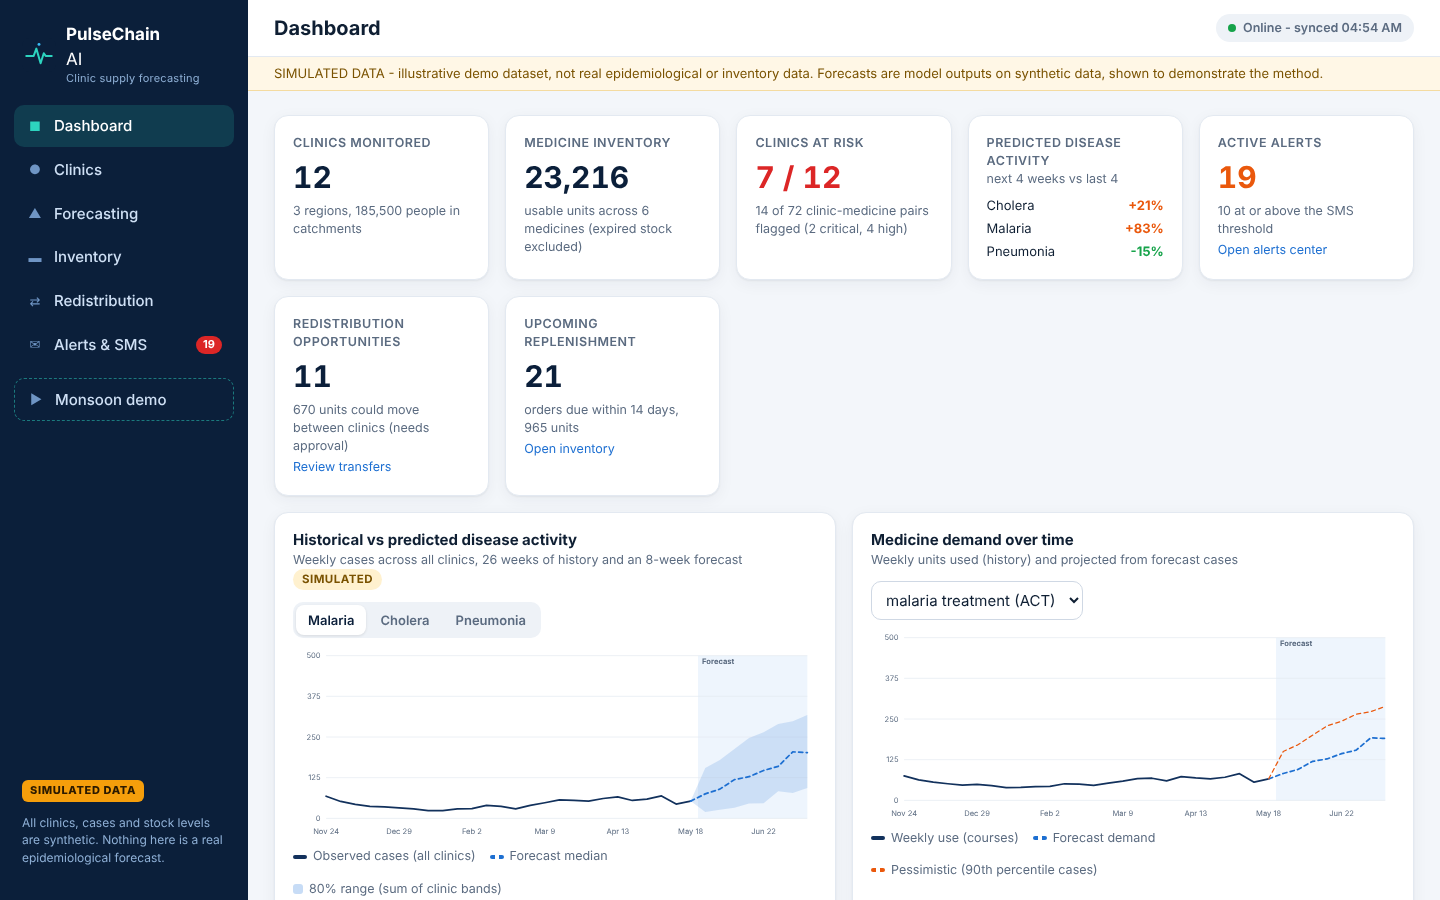 PulseChain
AI
Clinic supply forecasting
Dashboard
Clinics
Forecasting
Inventory
Redistribution
Alerts & SMS
19
Monsoon demo
SIMULATED DATA
All clinics, cases and stock levels
are synthetic. Nothing here is a real
epidemiological forecast.
Dashboard
Online - synced 04:54 AM
SIMULATED DATA - illustrative demo dataset, not real epidemiological or inventory data. Forecasts are model outputs on synthetic data, shown to demonstrate the method.
CLINICS MONITORED
12
3 regions, 185,500 people in
catchments
MEDICINE INVENTORY
23,216
usable units across 6
medicines (expired stock
excluded)
CLINICS AT RISK
7 / 12
14 of 72 clinic-medicine pairs
flagged (2 critical, 4 high)
PREDICTED DISEASE
ACTIVITY
next 4 weeks vs last 4
Cholera +21%
Malaria +83%
Pneumonia -15%
ACTIVE ALERTS
19
10 at or above the SMS
threshold
Open alerts center
REDISTRIBUTION
OPPORTUNITIES
11
670 units could move
between clinics (needs
approval)
Review transfers
UPCOMING
REPLENISHMENT
21
orders due within 14 days,
965 units
Open inventory
Historical vs predicted disease activity
Weekly cases across all clinics, 26 weeks of history and an 8-week forecast
SIMULATED
Malaria Cholera Pneumonia
500
375
250
125
0
Forecast
Nov 24 Dec 29 Feb 2 Mar 9 Apr 13 May 18 Jun 22
Observed cases (all clinics) Forecast median
80% range (sum of clinic bands)
Medicine demand over time
Weekly units used (history) and projected from forecast cases
malaria treatment (ACT)
500
375
250
125
0
Forecast
Nov 24 Dec 29 Feb 2 Mar 9 Apr 13 May 18 Jun 22
Weekly use (courses) Forecast demand
Pessimistic (90th percentile cases)